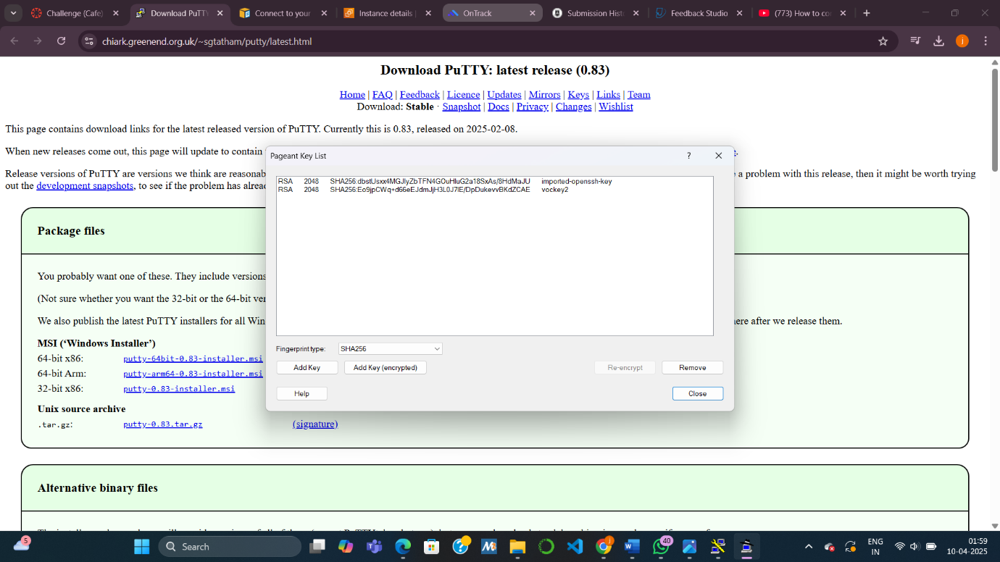 Challenge (Cafe)
Download PuTTY
Connect to your
Instance details
OnTrack
Submission Histo
Feedback Studio
(773) How to co
chiark.greenend.org.uk/~sgtatham/putty/latest.html
j
Download PuTTY: latest release (0.83)
Home | FAQ | Feedback | Licence | Updates | Mirrors | Keys | Links | Team
Download: Stable · Snapshot | Docs | Privacy | Changes | Wishlist
This page contains download links for the latest released version of PuTTY. Currently this is 0.83, released on 2025-02-08.
When new releases come out, this page will update to contain
Release versions of PuTTY are versions we think are reasonab
a problem with this release, then it might be worth trying
out the development snapshots, to see if the problem has alrea
Pageant Key List
?
RSA 2048 SHA256:dbstUsxx4MGJlyZbTFN4GOuHluG2a18SxAs/8HdMaJU imported-openssh-key
RSA 2048 SHA256:Eo9jpCWq+d66eEJdmJjH3L0J7lE/DpDukevvBKdZCAE vockey2
Fingerprint type: SHA256
Add Key Add Key (encrypted) Re-encrypt Remove
Help Close
Package files
You probably want one of these. They include versions
(Not sure whether you want the 32-bit or the 64-bit ver
We also publish the latest PuTTY installers for all Win
here after we release them.
MSI (‘Windows Installer’)
64-bit x86: putty-64bit-0.83-installer.msi
64-bit Arm: putty-arm64-0.83-installer.msi
32-bit x86: putty-0.83-installer.msi
Unix source archive
.tar.gz: putty-0.83.tar.gz (signature)
Alternative binary files
5
Search
40
ENG
IN
01:59
10-04-2025